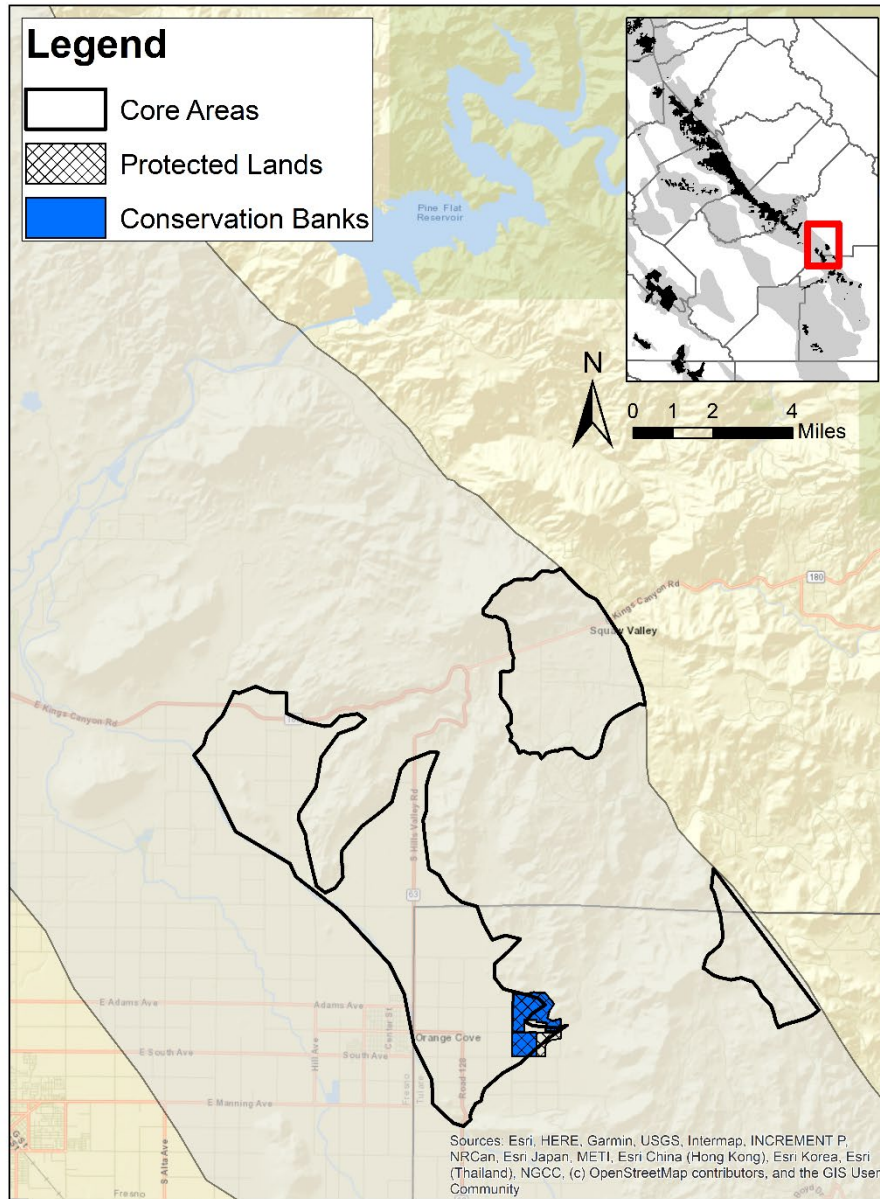 Legend
Core Areas
Protected Lands
Conservation Banks
Pine Flat
Reservoir
N
0 1 2 4
Miles
180
Kings Canyon Rd
Squaw Valley
E Kings Canyon Rd
S Hills Valley Rd
63
E Adams Ave
Adams Ave
Center St
Orange Cove
E South Ave
South Ave
Hill Ave
Road 128
Fresno
Tulare
E Manning Ave
S Alta Ave
Fresno
Sources: Esri, HERE, Garmin, USGS, Intermap, INCREMENT P,
NRCan, Esri Japan, METI, Esri China (Hong Kong), Esri Korea, Esri
(Thailand), NGCC, (c) OpenStreetMap contributors, and the GIS User
Community